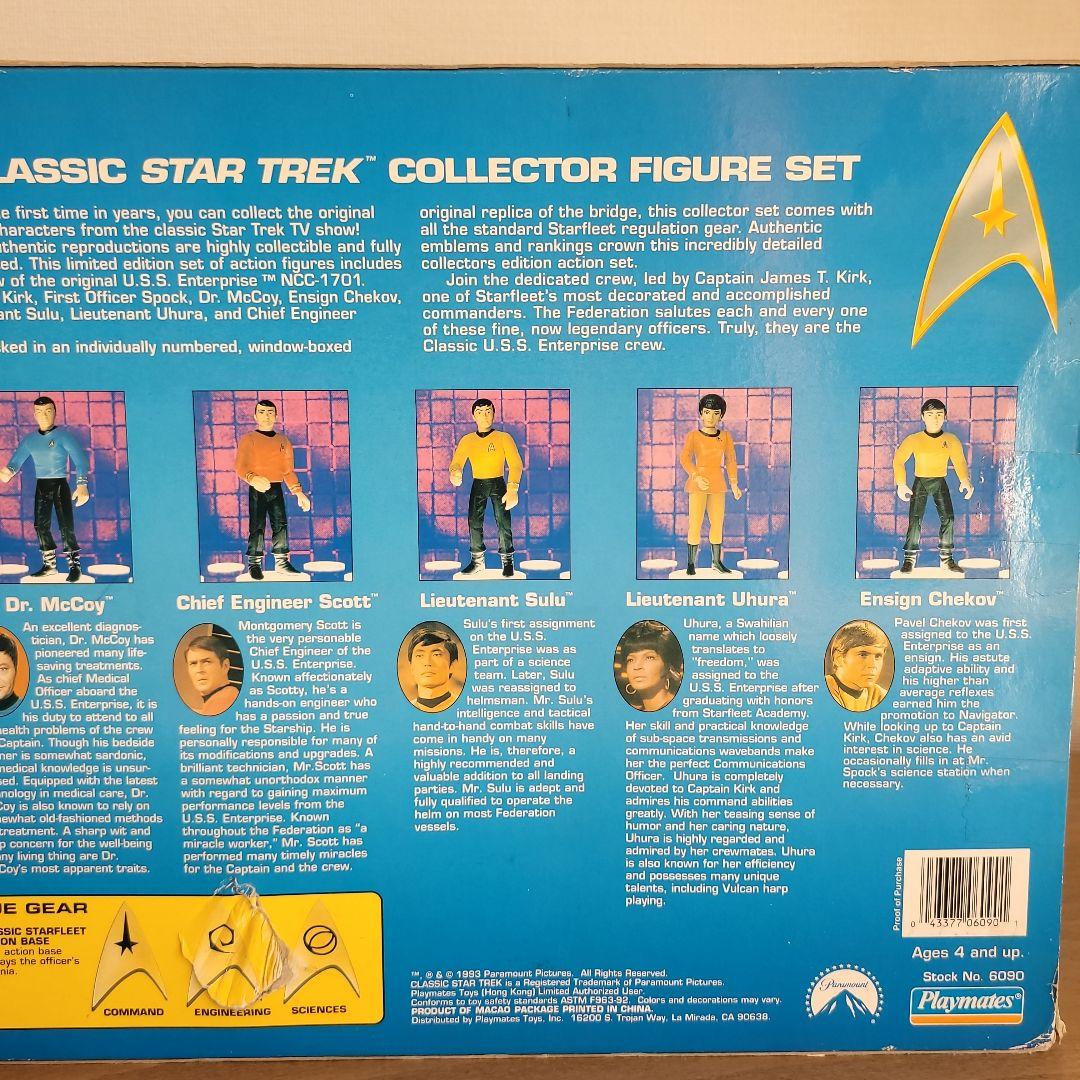 LASSIC STAR TREK™ COLLECTOR FIGURE SET
e first time in years, you can collect the original
haracters from the classic Star Trek TV show!
uthentic reproductions are highly collectible and fully
ed. This limited edition set of action figures includes
w of the original U.S.S. Enterprise ™ NCC-1701.
Kirk, First Officer Spock, Dr. McCoy, Ensign Chekov,
ant Sulu, Lieutenant Uhura, and Chief Engineer
ked in an individually numbered, window-boxed
original replica of the bridge, this collector set comes with
all the standard Starfleet regulation gear. Authentic
emblems and rankings crown this incredibly detailed
collectors edition action set.
Join the dedicated crew, led by Captain James T. Kirk,
one of Starfleet's most decorated and accomplished
commanders. The Federation salutes each and every one
of these fine, now legendary officers. Truly, they are the
Classic U.S.S. Enterprise crew.
Dr. McCoy™
An excellent diagnos-
tician, Dr. McCoy has
pioneered many life-
saving treatments.
As chief Medical
Officer aboard the
U.S.S. Enterprise, it is
his duty to attend to all
ealth problems of the crew
Captain. Though his bedside
ner is somewhat sardonic,
medical knowledge is unsur-
sed. Equipped with the latest
nology in medical care, Dr.
Coy is also known to rely on
ewhat old-fashioned methods
treatment. A sharp wit and
p concern for the well-being
ny living thing are Dr.
Coy's most apparent traits.
Chief Engineer Scott™
Montgomery Scott is
the very personable
Chief Engineer of the
U.S.S. Enterprise.
Known affectionately
as Scotty, he's a
hands-on engineer who
has a passion and true
feeling for the Starship. He is
personally responsible for many of
its modifications and upgrades. A
brilliant technician, Mr.Scott has
a somewhat unorthodox manner
with regard to gaining maximum
performance levels from the
U.S.S. Enterprise. Known
throughout the Federation as "a
miracle worker," Mr. Scott has
performed many timely miracles
for the Captain and the crew.
Lieutenant Sulu™
Sulu's first assignment
on the U.S.S.
Enterprise was as
part of a science
team. Later, Sulu
was reassigned to
helmsman. Mr. Sulu's
intelligence and tactical
hand-to-hand combat skills have
come in handy on many
missions. He is, therefore, a
highly recommended and
valuable addition to all landing
parties. Mr. Sulu is adept and
fully qualified to operate the
helm on most Federation
vessels.
Lieutenant Uhura™
Uhura, a Swahilian
name which loosely
translates to
"freedom," was
assigned to the
U.S.S. Enterprise after
graduating with honors
from Starfleet Academy.
Her skill and practical knowledge
of sub-space transmissions and
communications wavebands make
her the perfect Communications
Officer. Uhura is completely
devoted to Captain Kirk and
admires his command abilities
greatly. With her teasing sense of
humor and her caring nature,
Uhura is highly regarded and
admired by her crewmates. Uhura
is also known for her efficiency
and possesses many unique
talents, including Vulcan harp
playing.
Ensign Chekov™
Pavel Chekov was first
assigned to the U.S.S.
Enterprise as an
ensign. His astute
adaptive ability and
his higher than
average reflexes
earned him the
promotion to Navigator.
While looking up to Captain
Kirk, Chekov also has an avid
interest in science. He
occasionally fills in at Mr.
Spock's science station when
necessary.
UE GEAR
SSIC STARFLEET
ON BASE
action base
ays the officer's
nia.
COMMAND
ENGINEERING
SCIENCES
™, ® & © 1993 Paramount Pictures. All Rights Reserved.
CLASSIC STAR TREK is a Registered Trademark of Paramount Pictures.
Playmates Toys (Hong Kong) Limited Authorized User.
Conforms to toy safety standards ASTM F963-92. Colors and decorations may vary.
PRODUCT OF MACAO PACKAGE PRINTED IN CHINA.
Distributed by Playmates Toys, Inc. 16200 S. Trojan Way, La Mirada, CA 90638.
Paramount
Proof of Purchase
0 43377 06090 1
Ages 4 and up.
Stock No. 6090
Playmates®